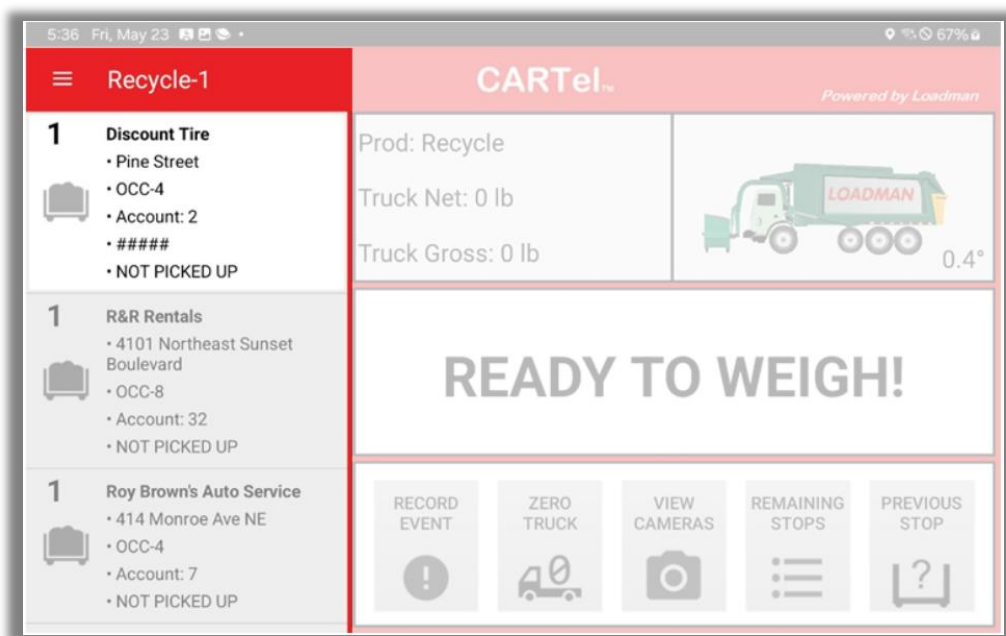 5:36 Fri, May 23
67%
Recycle-1
CARTel™
Powered by Loadman
1
Discount Tire
• Pine Street
• OCC-4
• Account: 2
• #####
• NOT PICKED UP
1
R&R Rentals
• 4101 Northeast Sunset
Boulevard
• OCC-8
• Account: 32
• NOT PICKED UP
1
Roy Brown's Auto Service
• 414 Monroe Ave NE
• OCC-4
• Account: 7
• NOT PICKED UP
Prod: Recycle
Truck Net: 0 lb
Truck Gross: 0 lb
LOADMAN
0.4°
READY TO WEIGH!
RECORD
EVENT
ZERO
TRUCK
0
VIEW
CAMERAS
REMAINING
STOPS
PREVIOUS
STOP
?